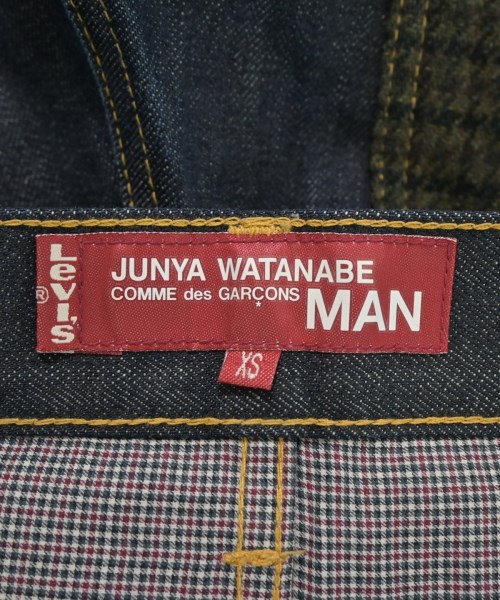 Levi's
®
JUNYA WATANABE
COMME des GARÇONS
*
MAN
XS